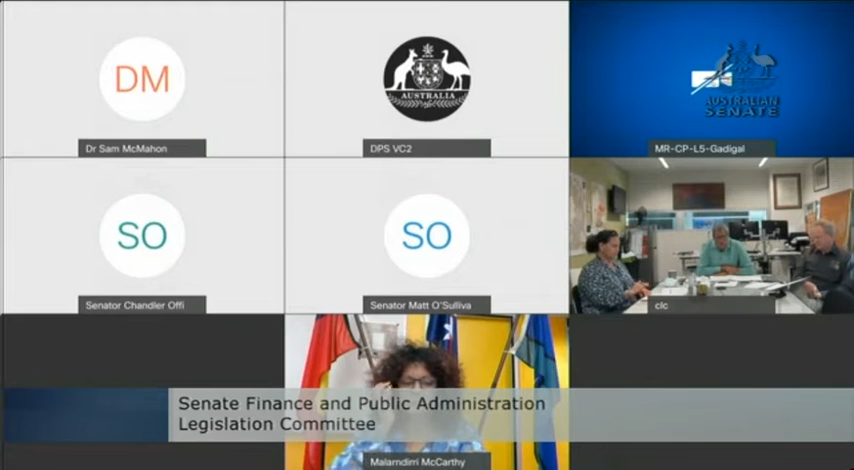 DM
Dr Sam McMahon
AUSTRALIA
DPS VC2
AUSTRALIAN
SENATE
MR-CP-L5-Gadigal
SO
Senator Chandler Offi
SO
Senator Matt O'Sulliva
clc
Senate Finance and Public Administration
Legislation Committee
Malarndirri McCarthy